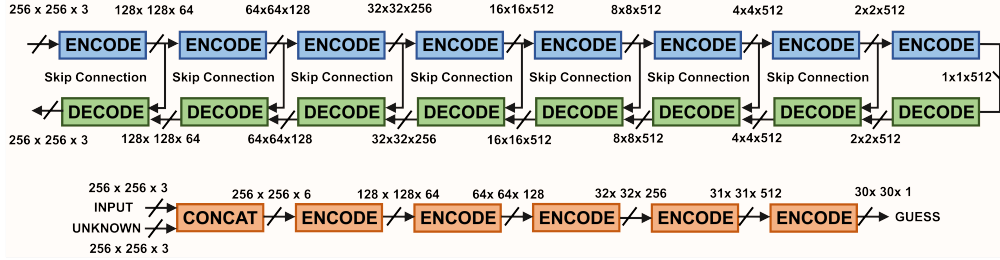 256 x 256 x 3 128x 128x 64 64x64x128 32x32x256 16x16x512 8x8x512 4x4x512 2x2x512
ENCODE ENCODE ENCODE ENCODE ENCODE ENCODE ENCODE ENCODE
Skip Connection Skip Connection Skip Connection Skip Connection Skip Connection Skip Connection Skip Connection 1x1x512
DECODE DECODE DECODE DECODE DECODE DECODE DECODE DECODE
256 x 256 x 3 128x 128x 64 64x64x128 32x32x256 16x16x512 8x8x512 4x4x512 2x2x512
256 x 256 x 3 256 x 256 x 6 128 x 128x 64 64x 64x 128 32x 32x 256 31x 31x 512 30x 30x 1
INPUT
CONCAT ENCODE ENCODE ENCODE ENCODE ENCODE GUESS
UNKNOWN
256 x 256 x 3